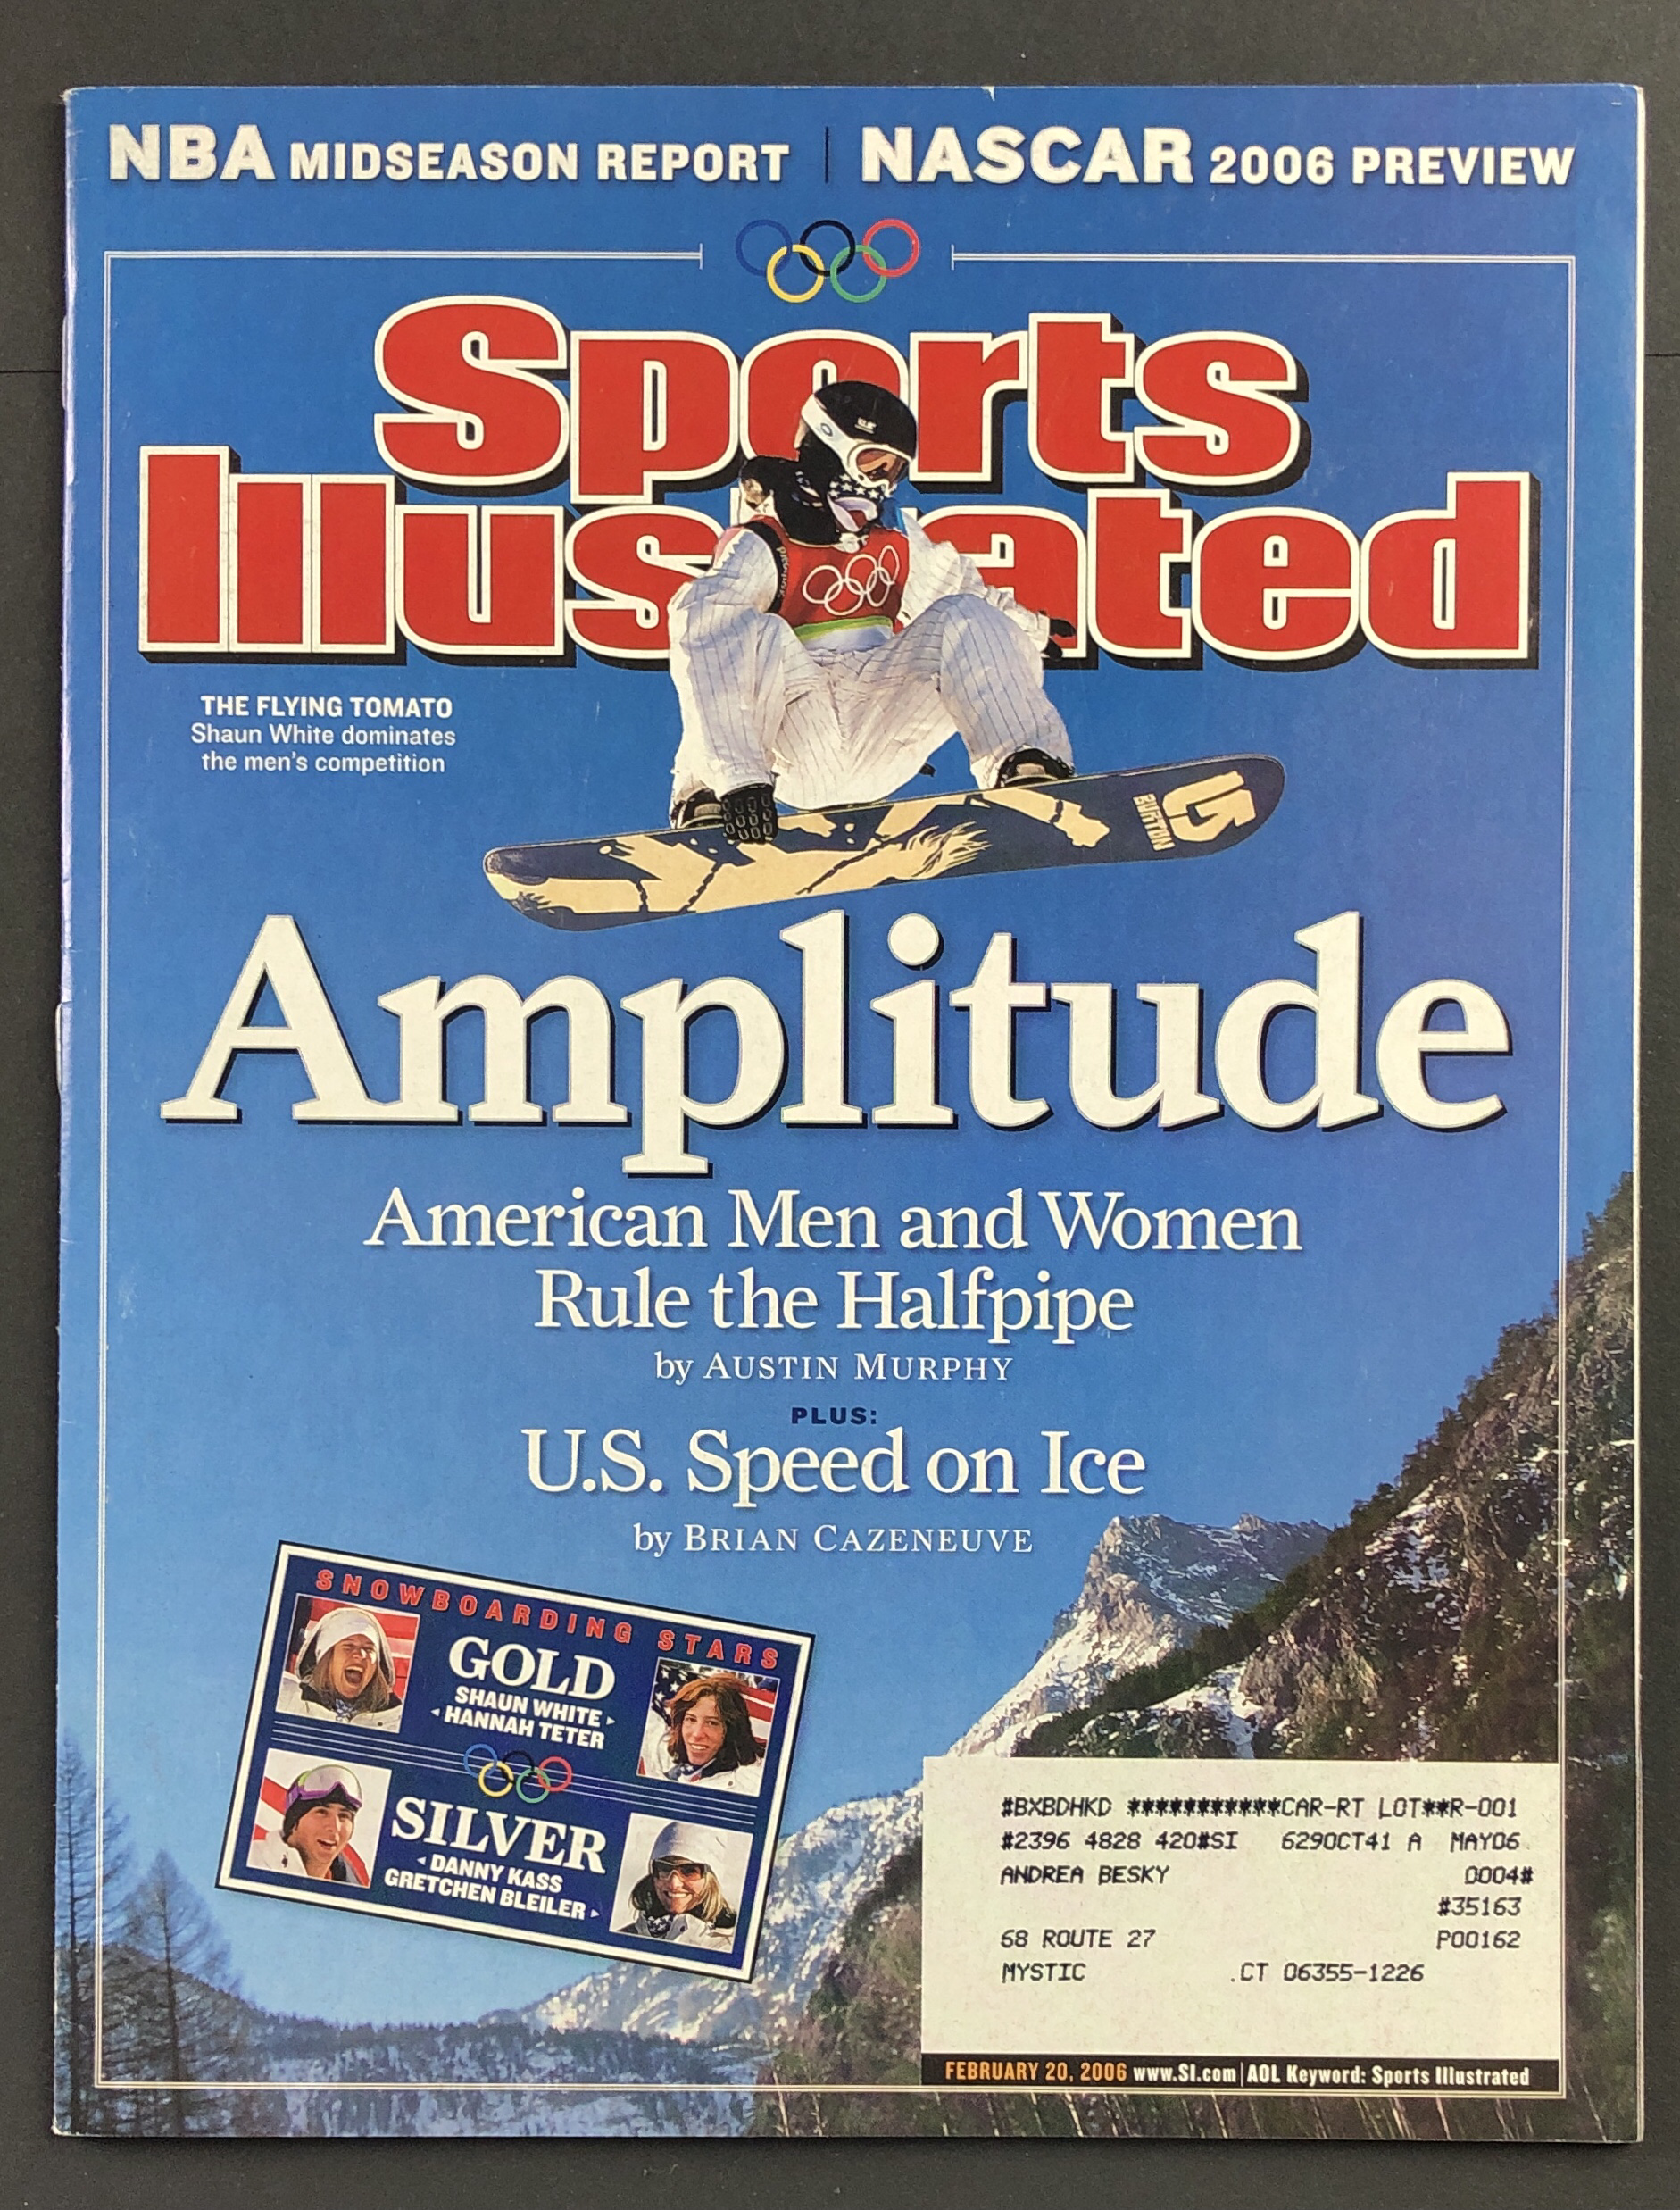 NBA MIDSEASON REPORT | NASCAR 2006 PREVIEW
Sports
Illustrated
THE FLYING TOMATO
Shaun White dominates
the men's competition
BURTON
Amplitude
American Men and Women
Rule the Halfpipe
by AUSTIN MURPHY
PLUS:
U.S. Speed on Ice
by BRIAN CAZENEUVE
SNOWBOARDING STARS
GOLD
SHAUN WHITE
HANNAH TETER
SILVER
DANNY KASS
GRETCHEN BLEILER
#BXBDHKD ***********CAR-RT LOT**R-001
#2396 4828 420#SI 6290CT41 A MAY06
ANDREA BESKY 0004#
#35163
68 ROUTE 27 P00162
MYSTIC .CT 06355-1226
FEBRUARY 20, 2006 www.SI.com | AOL Keyword: Sports Illustrated